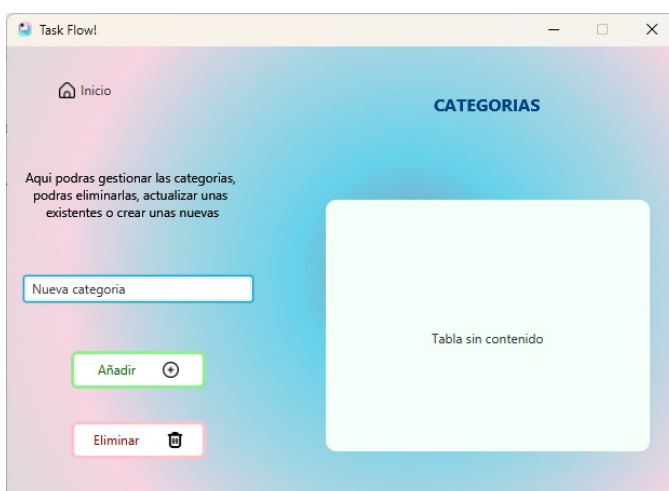 Task Flow!
Inicio
CATEGORIAS
Aqui podras gestionar las categorias,
podras eliminarlas, actualizar unas
existentes o crear unas nuevas
Nueva categoria
Tabla sin contenido
Añadir
Eliminar